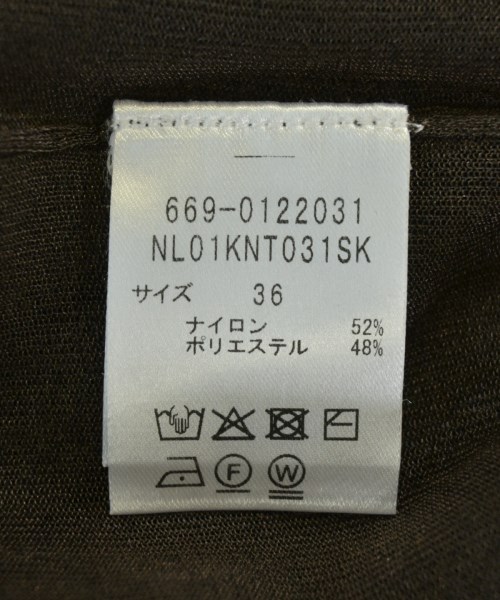 669-0122031
NL01KNT031SK
サイズ 36
ナイロン 52%
ポリエステル 48%
F W